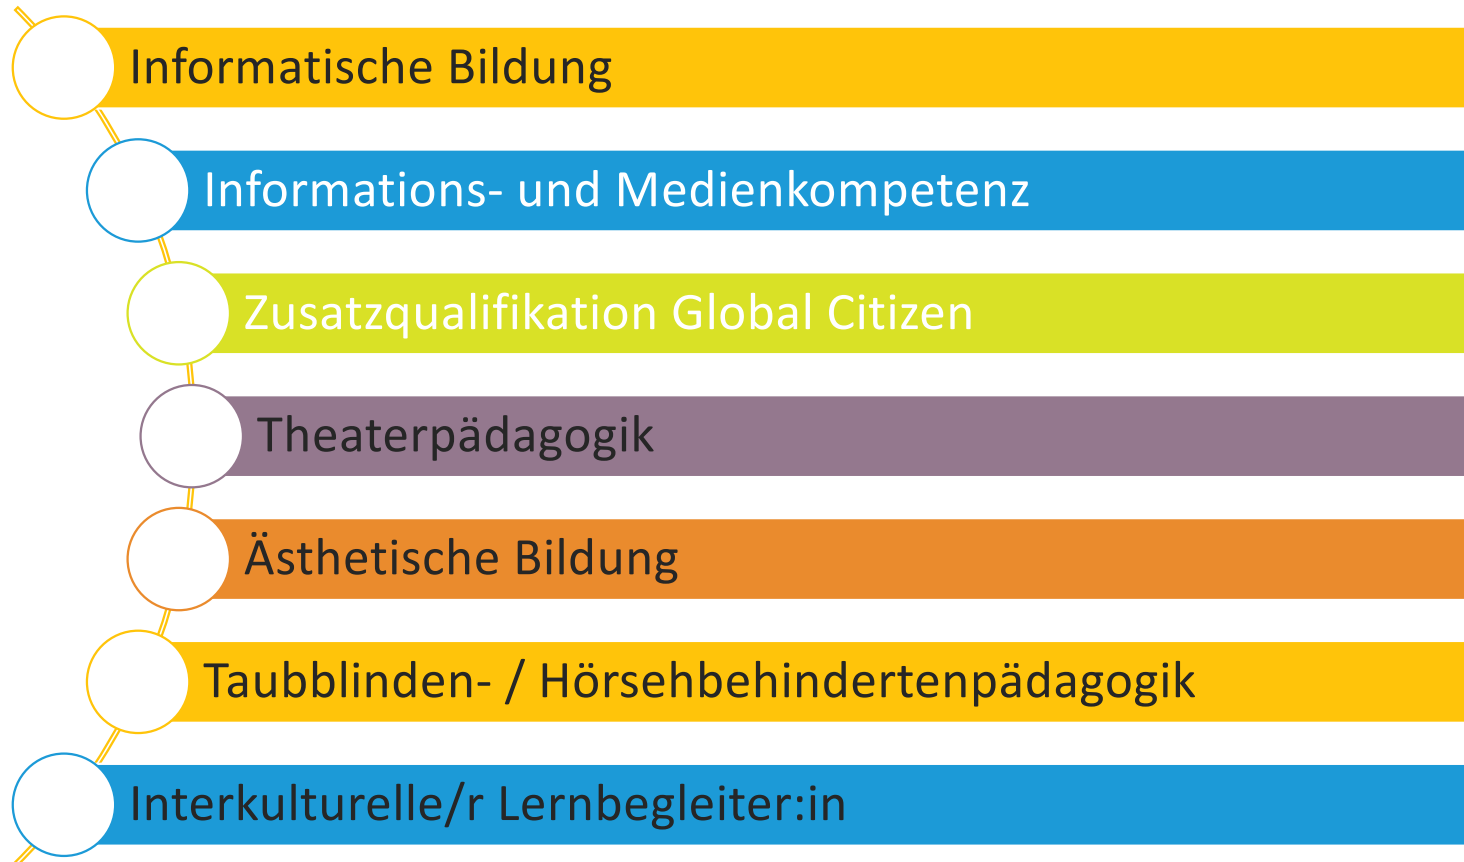 Informatische Bildung
Informations- und Medienkompetenz
Zusatzqualifikation Global Citizen
Theaterpädagogik
Ästhetische Bildung
Taubblinden- / Hörsehbehindertenpädagogik
Interkulturelle/r Lernbegleiter:in